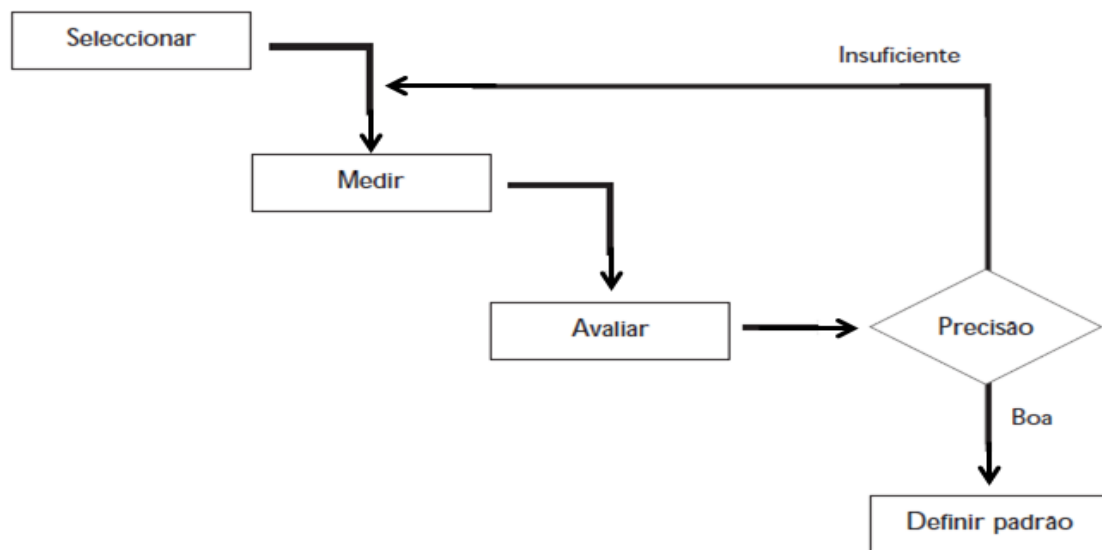 Seleccionar
Insuficiente
Medir
Avaliar
Precisão
Boa
Definir padrão